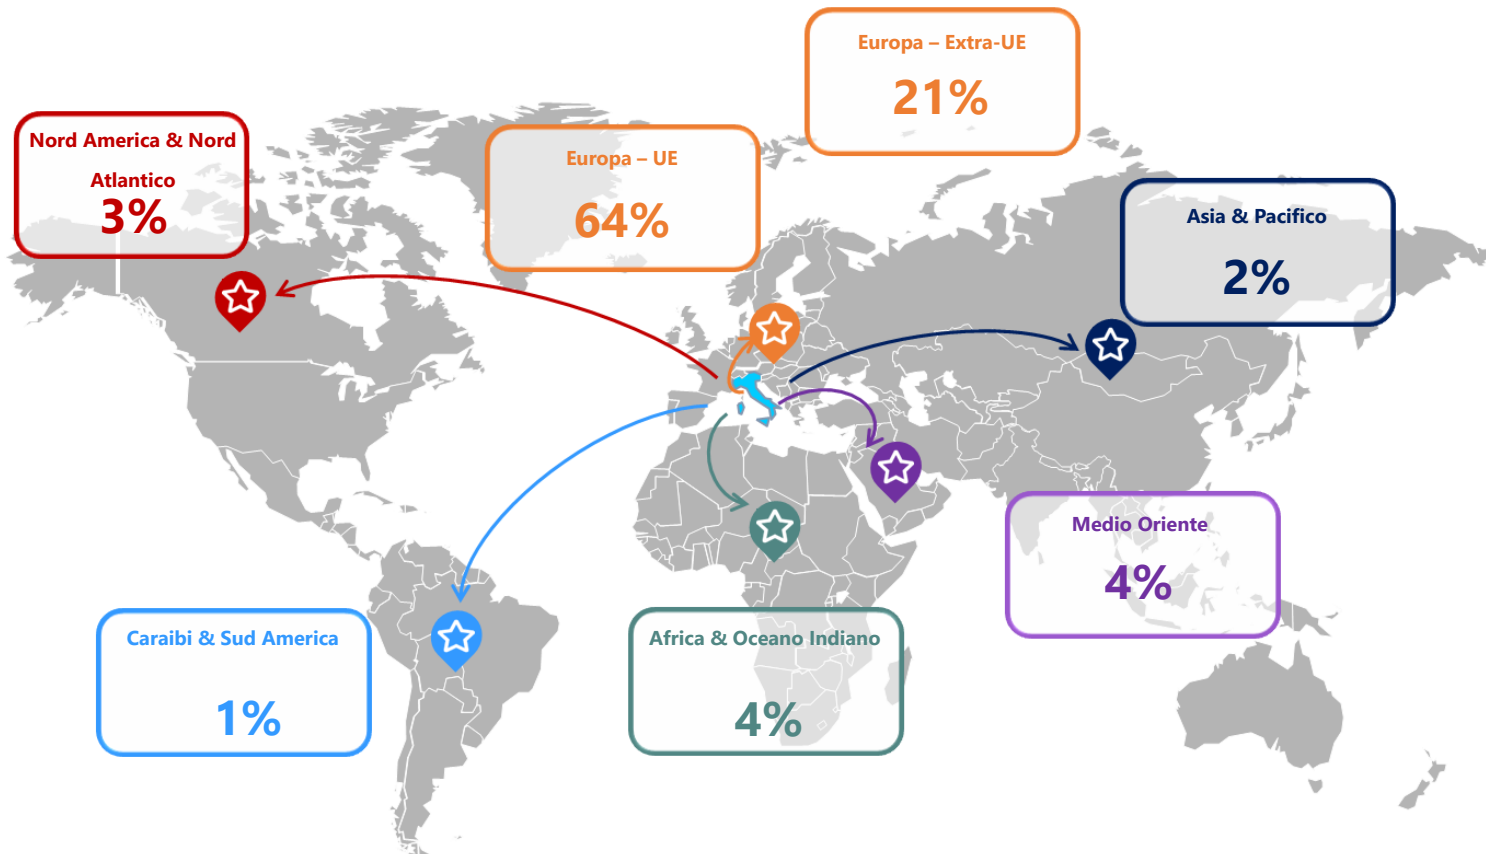 Europa – Extra-UE
21%
Nord America & Nord
Atlantico
3%
Europa – UE
64%
Asia & Pacifico
2%
Medio Oriente
4%
Caraibi & Sud America
1%
Africa & Oceano Indiano
4%